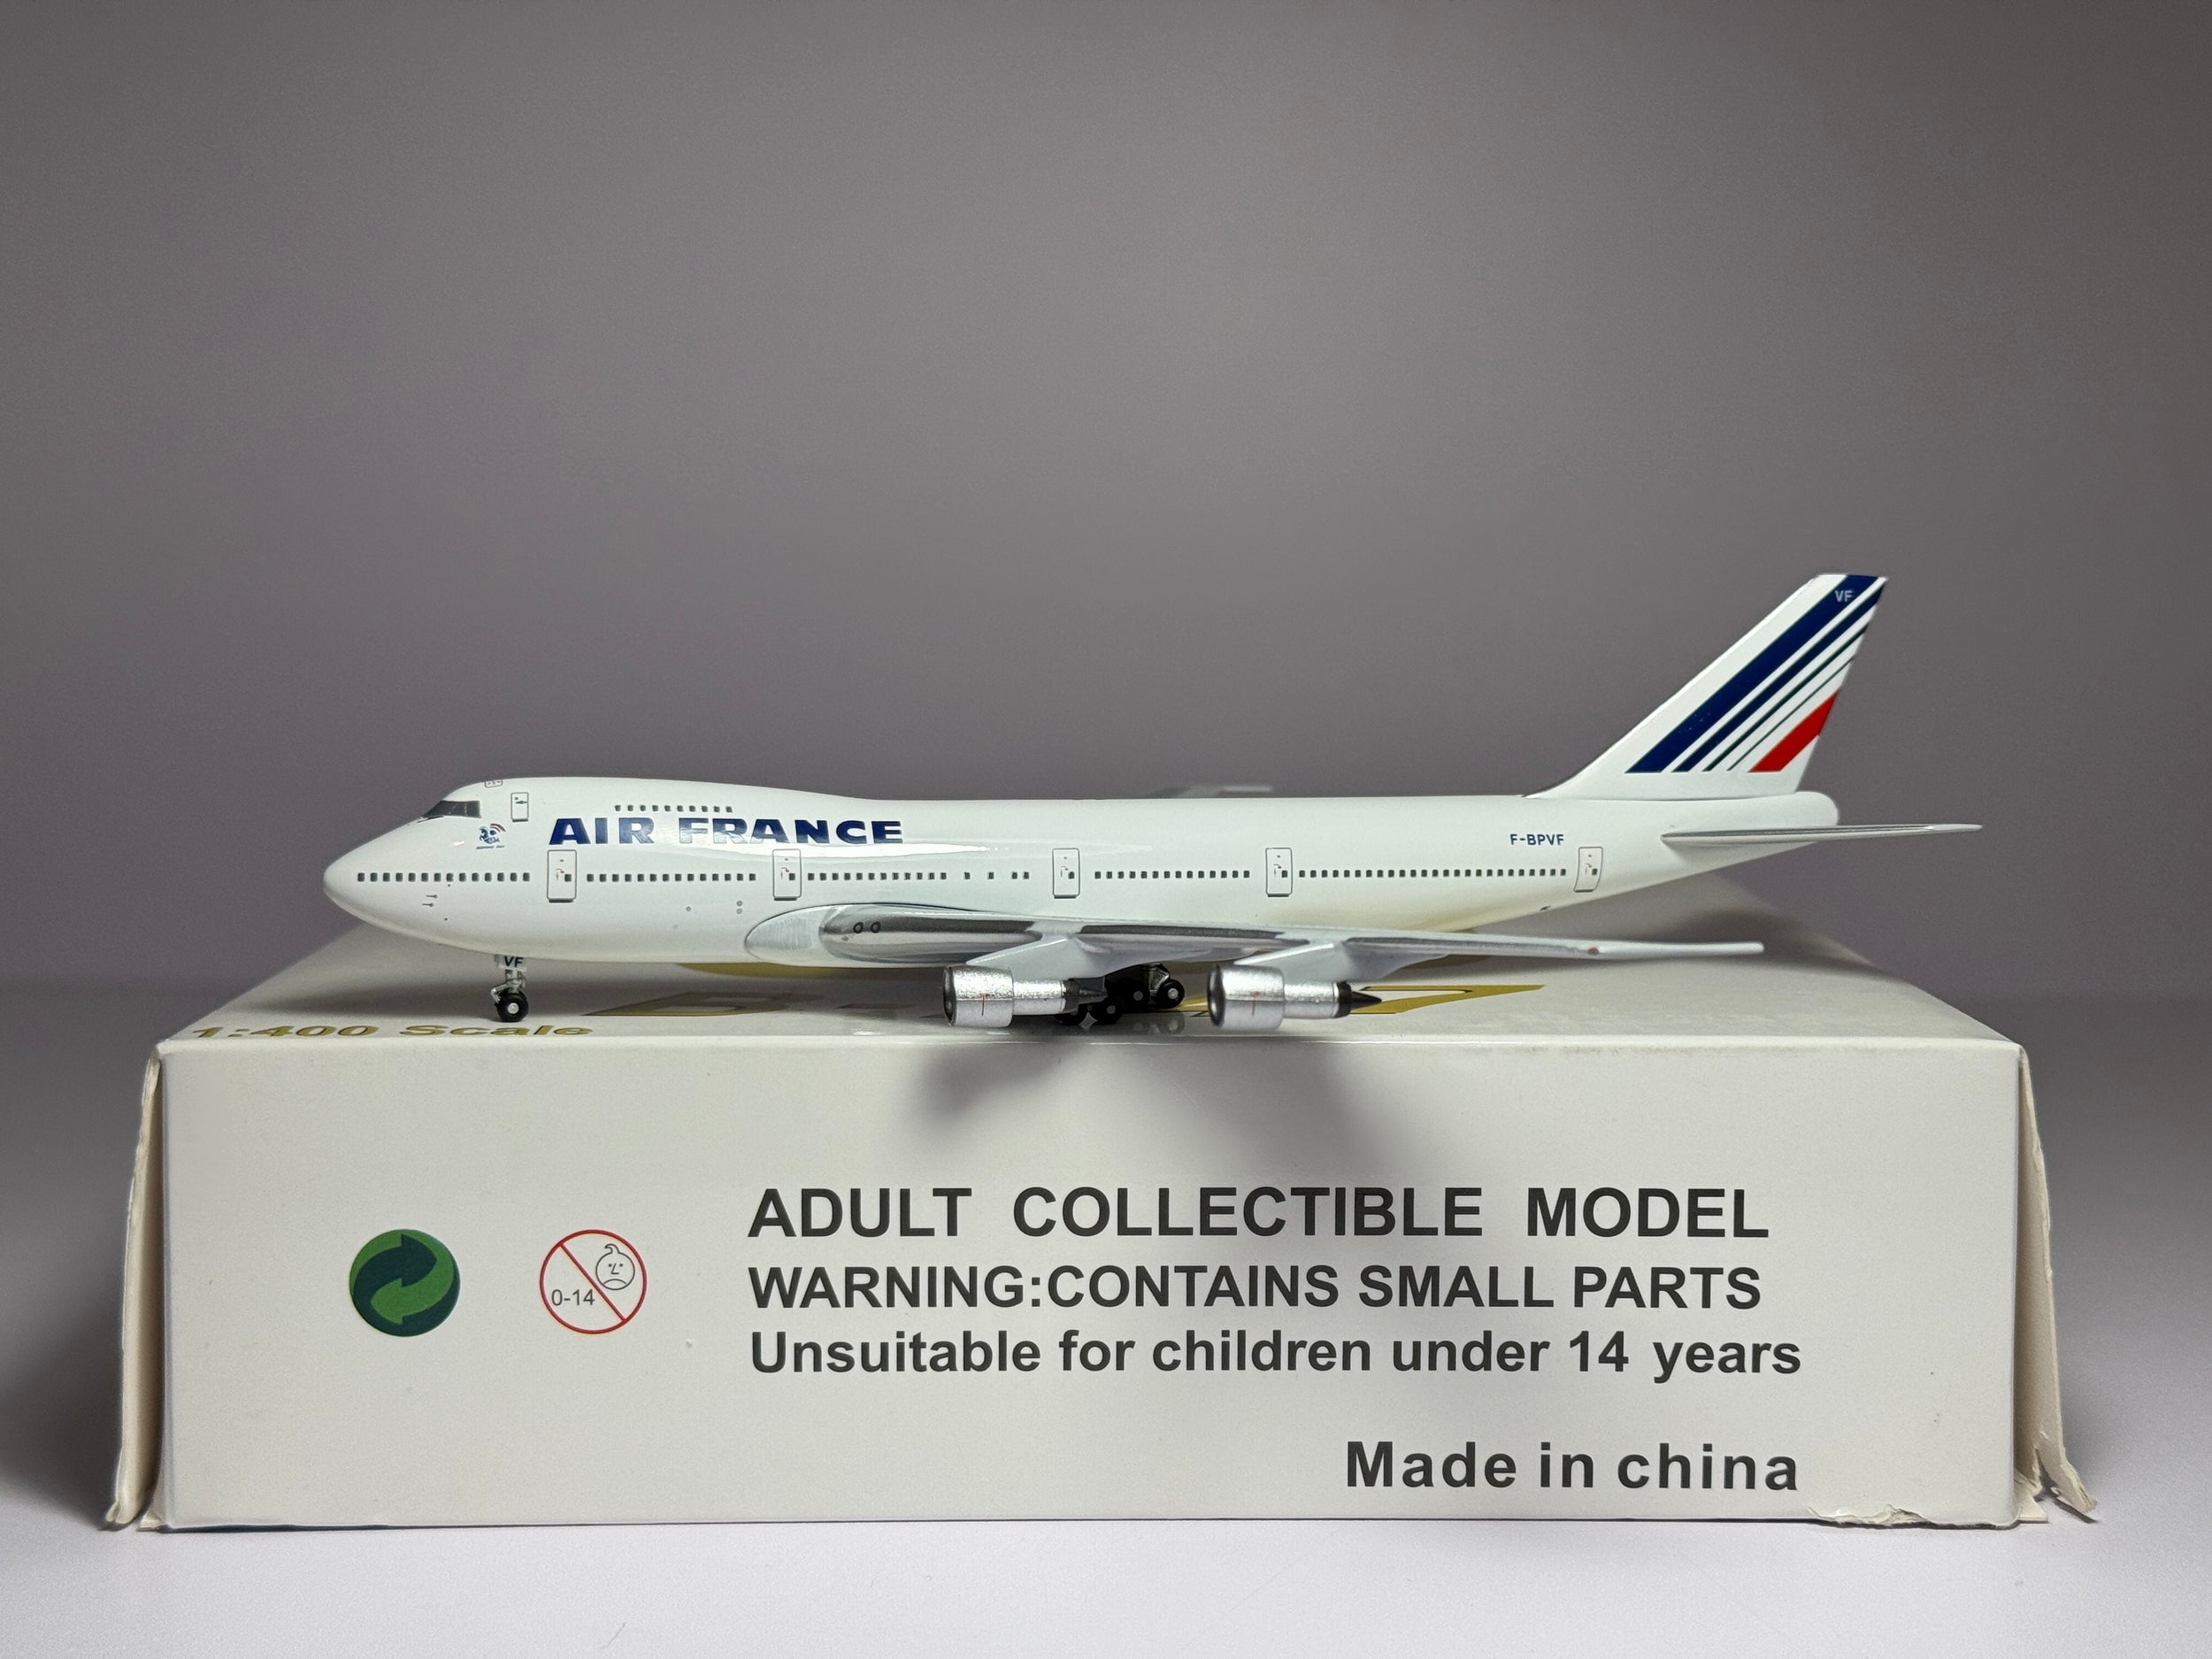 VF
AIR FRANCE
F-BPVF
VF
1:400 Scale
ADULT COLLECTIBLE MODEL
WARNING:CONTAINS SMALL PARTS
0-14
Unsuitable for children under 14 years
Made in china